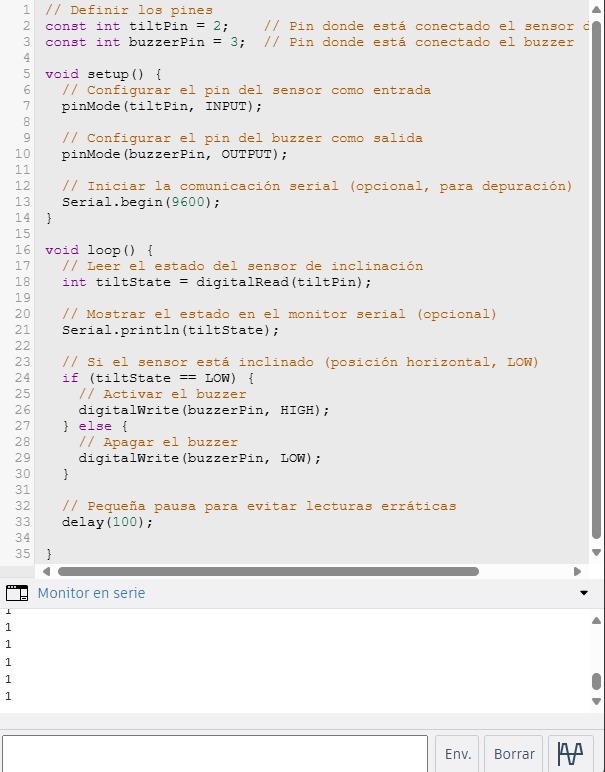 1 // Definir los pines
2 const int tiltPin = 2;    // Pin donde está conectado el sensor d
3 const int buzzerPin = 3;  // Pin donde está conectado el buzzer
4
5 void setup() {
6   // Configurar el pin del sensor como entrada
7   pinMode(tiltPin, INPUT);
8
9   // Configurar el pin del buzzer como salida
10   pinMode(buzzerPin, OUTPUT);
11
12   // Iniciar la comunicación serial (opcional, para depuración)
13   Serial.begin(9600);
14 }
15
16 void loop() {
17   // Leer el estado del sensor de inclinación
18   int tiltState = digitalRead(tiltPin);
19
20   // Mostrar el estado en el monitor serial (opcional)
21   Serial.println(tiltState);
22
23   // Si el sensor está inclinado (posición horizontal, LOW)
24   if (tiltState == LOW) {
25     // Activar el buzzer
26     digitalWrite(buzzerPin, HIGH);
27   } else {
28     // Apagar el buzzer
29     digitalWrite(buzzerPin, LOW);
30   }
31
32   // Pequeña pausa para evitar lecturas erráticas
33   delay(100);
34
35 }
Monitor en serie
1
1
1
1
1
1
Env.
Borrar